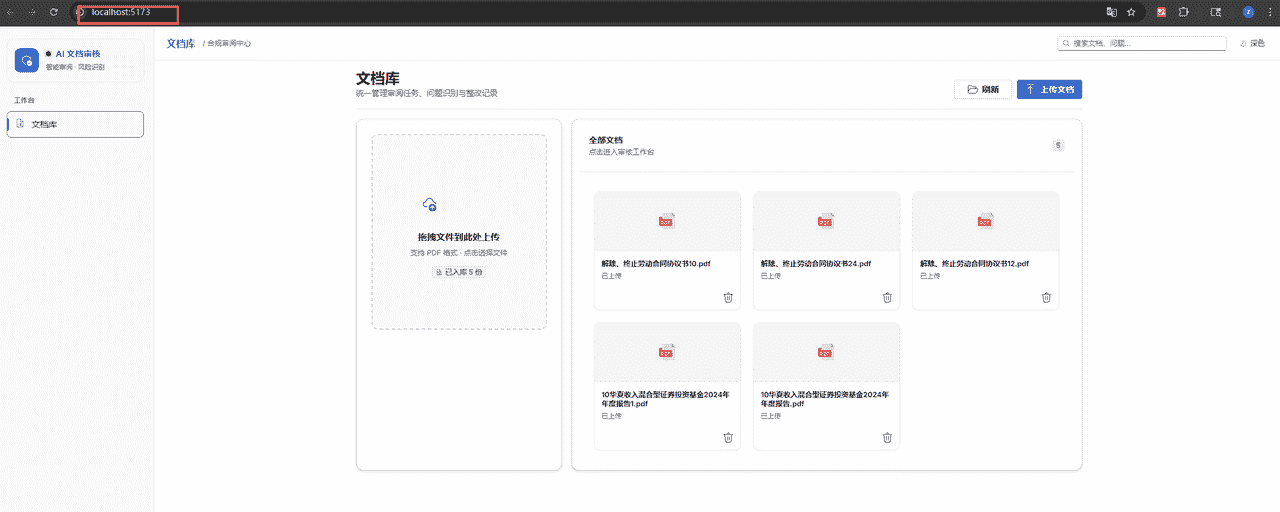 localhost:5173
AI 文档审核
智能审阅 · 风险识别
工作台
文档库
文档库 / 合规审阅中心
搜索文档、问题...
深色
文档库
统一管理审阅任务、问题识别与整改记录
刷新
上传文档
拖拽文件到此处上传
支持 PDF 格式 · 点击选择文件
已入库 5 份
全部文档
点击进入审核工作台
5
解除、终止劳动合同协议书10.pdf
已上传
解除、终止劳动合同协议书24.pdf
已上传
解除、终止劳动合同协议书12.pdf
已上传
10华夏收入混合型证券投资基金2024年
年度报告1.pdf
已上传
10华夏收入混合型证券投资基金2024年
年度报告.pdf
已上传